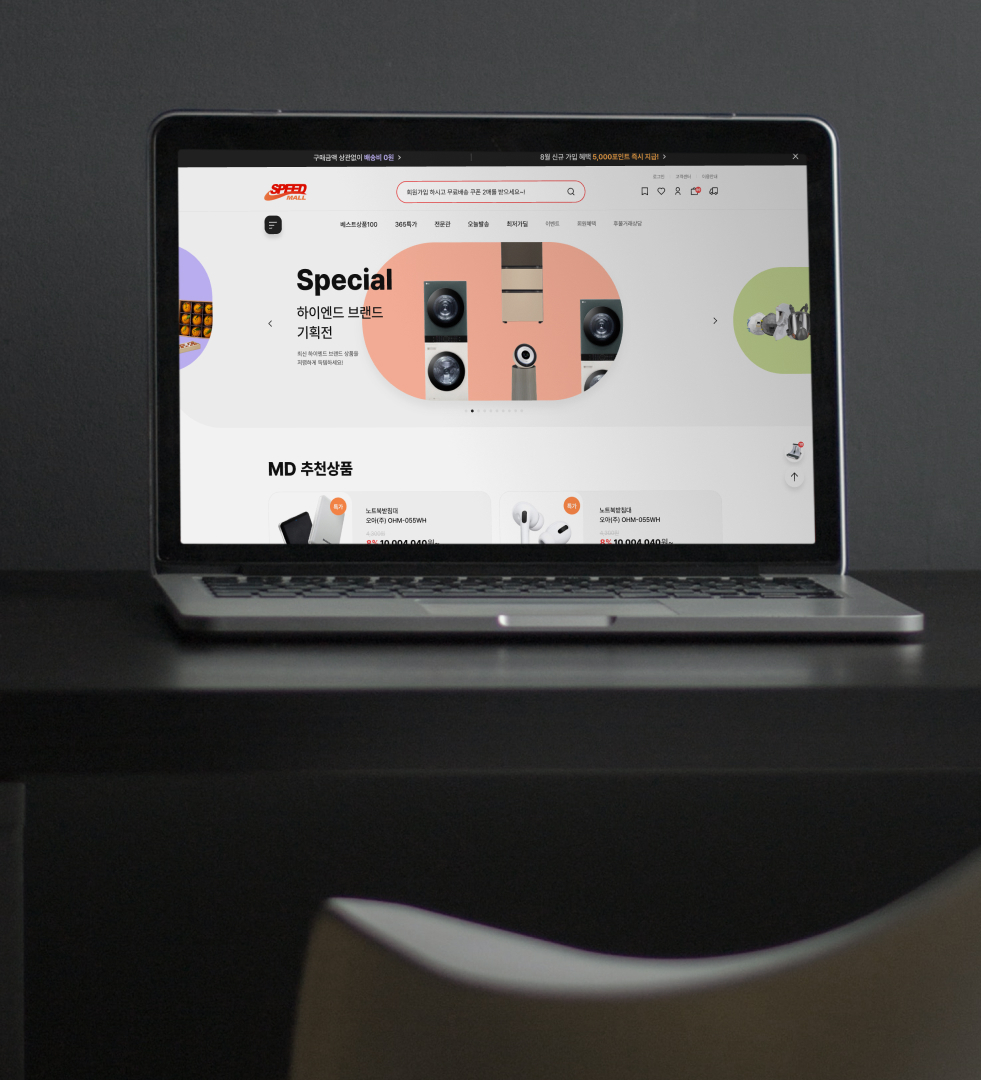 구매금액 상관없이 배송비 0원
8월 신규 가입 혜택 5,000포인트 즉시 지급!
로그인 고객센터 이용안내
SPEED
MALL
회원가입 하시고 무료배송 쿠폰 2매를 받으세요~!
베스트상품100 365특가 전문관 오늘발송 최저가딜 이벤트 회원혜택 후불거래상담
Special
하이엔드 브랜드
기획전
최신 하이엔드 브랜드 상품을
저렴하게 득템하세요!
MD 추천상품
특가
노트북받침대
오아(주) OHM-055WH
8% 10,004,040원~
특가
노트북받침대
오아(주) OHM-055WH
8% 10,004,040원~